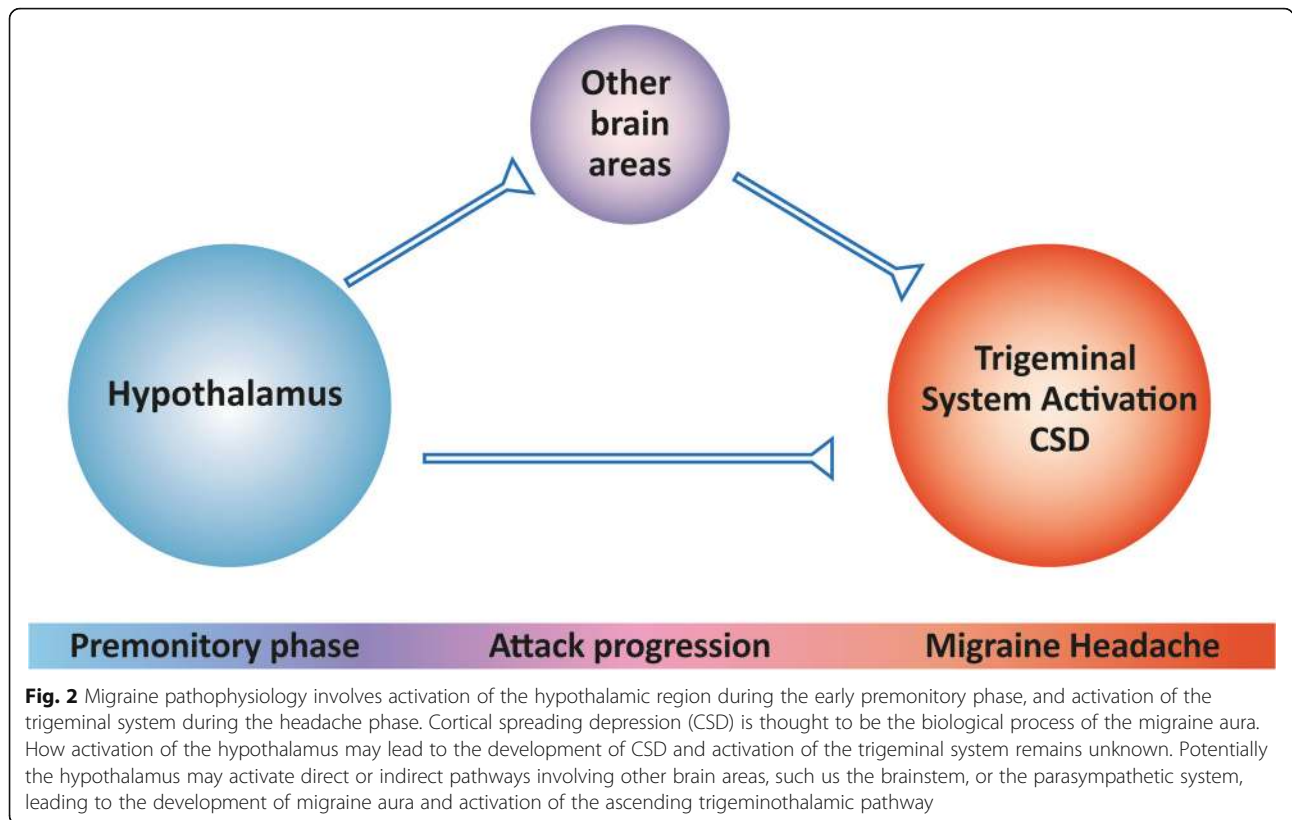 Other
brain
areas
Hypothalamus
Trigeminal
System Activation
CSD
Premonitory phase Attack progression Migraine Headache
Fig. 2 Migraine pathophysiology involves activation of the hypothalamic region during the early premonitory phase, and activation of the
trigeminal system during the headache phase. Cortical spreading depression (CSD) is thought to be the biological process of the migraine aura.
How activation of the hypothalamus may lead to the development of CSD and activation of the trigeminal system remains unknown. Potentially
the hypothalamus may activate direct or indirect pathways involving other brain areas, such us the brainstem, or the parasympathetic system,
leading to the development of migraine aura and activation of the ascending trigeminothalamic pathway